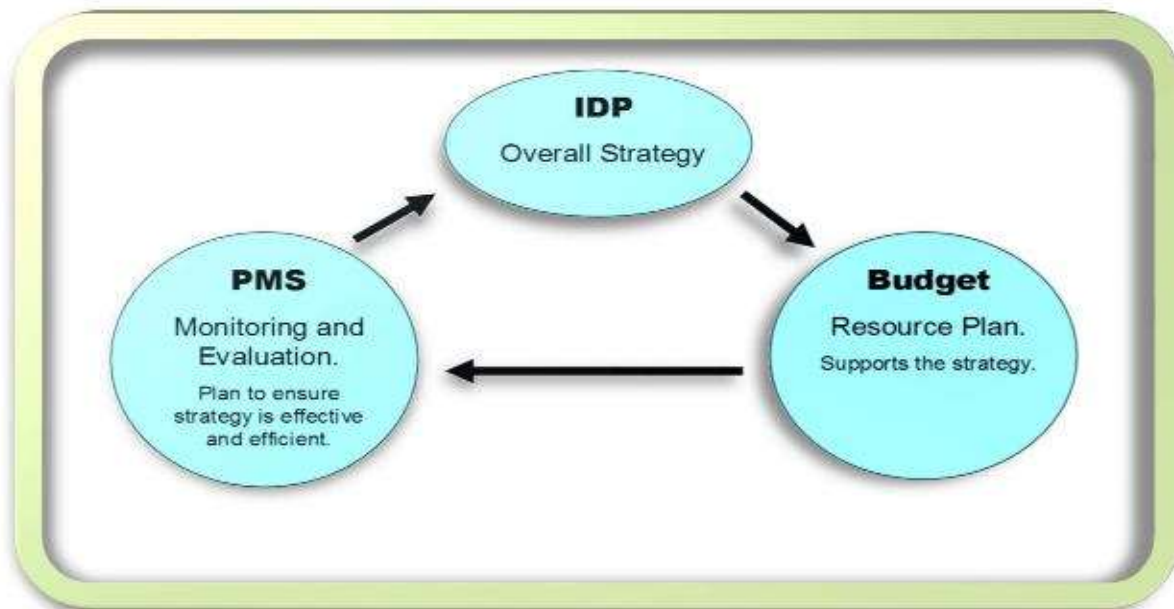 IDP
Overall Strategy
PMS
Monitoring and
Evaluation.
Plan to ensure
strategy is effective
and efficient.
Budget
Resource Plan.
Supports the strategy.